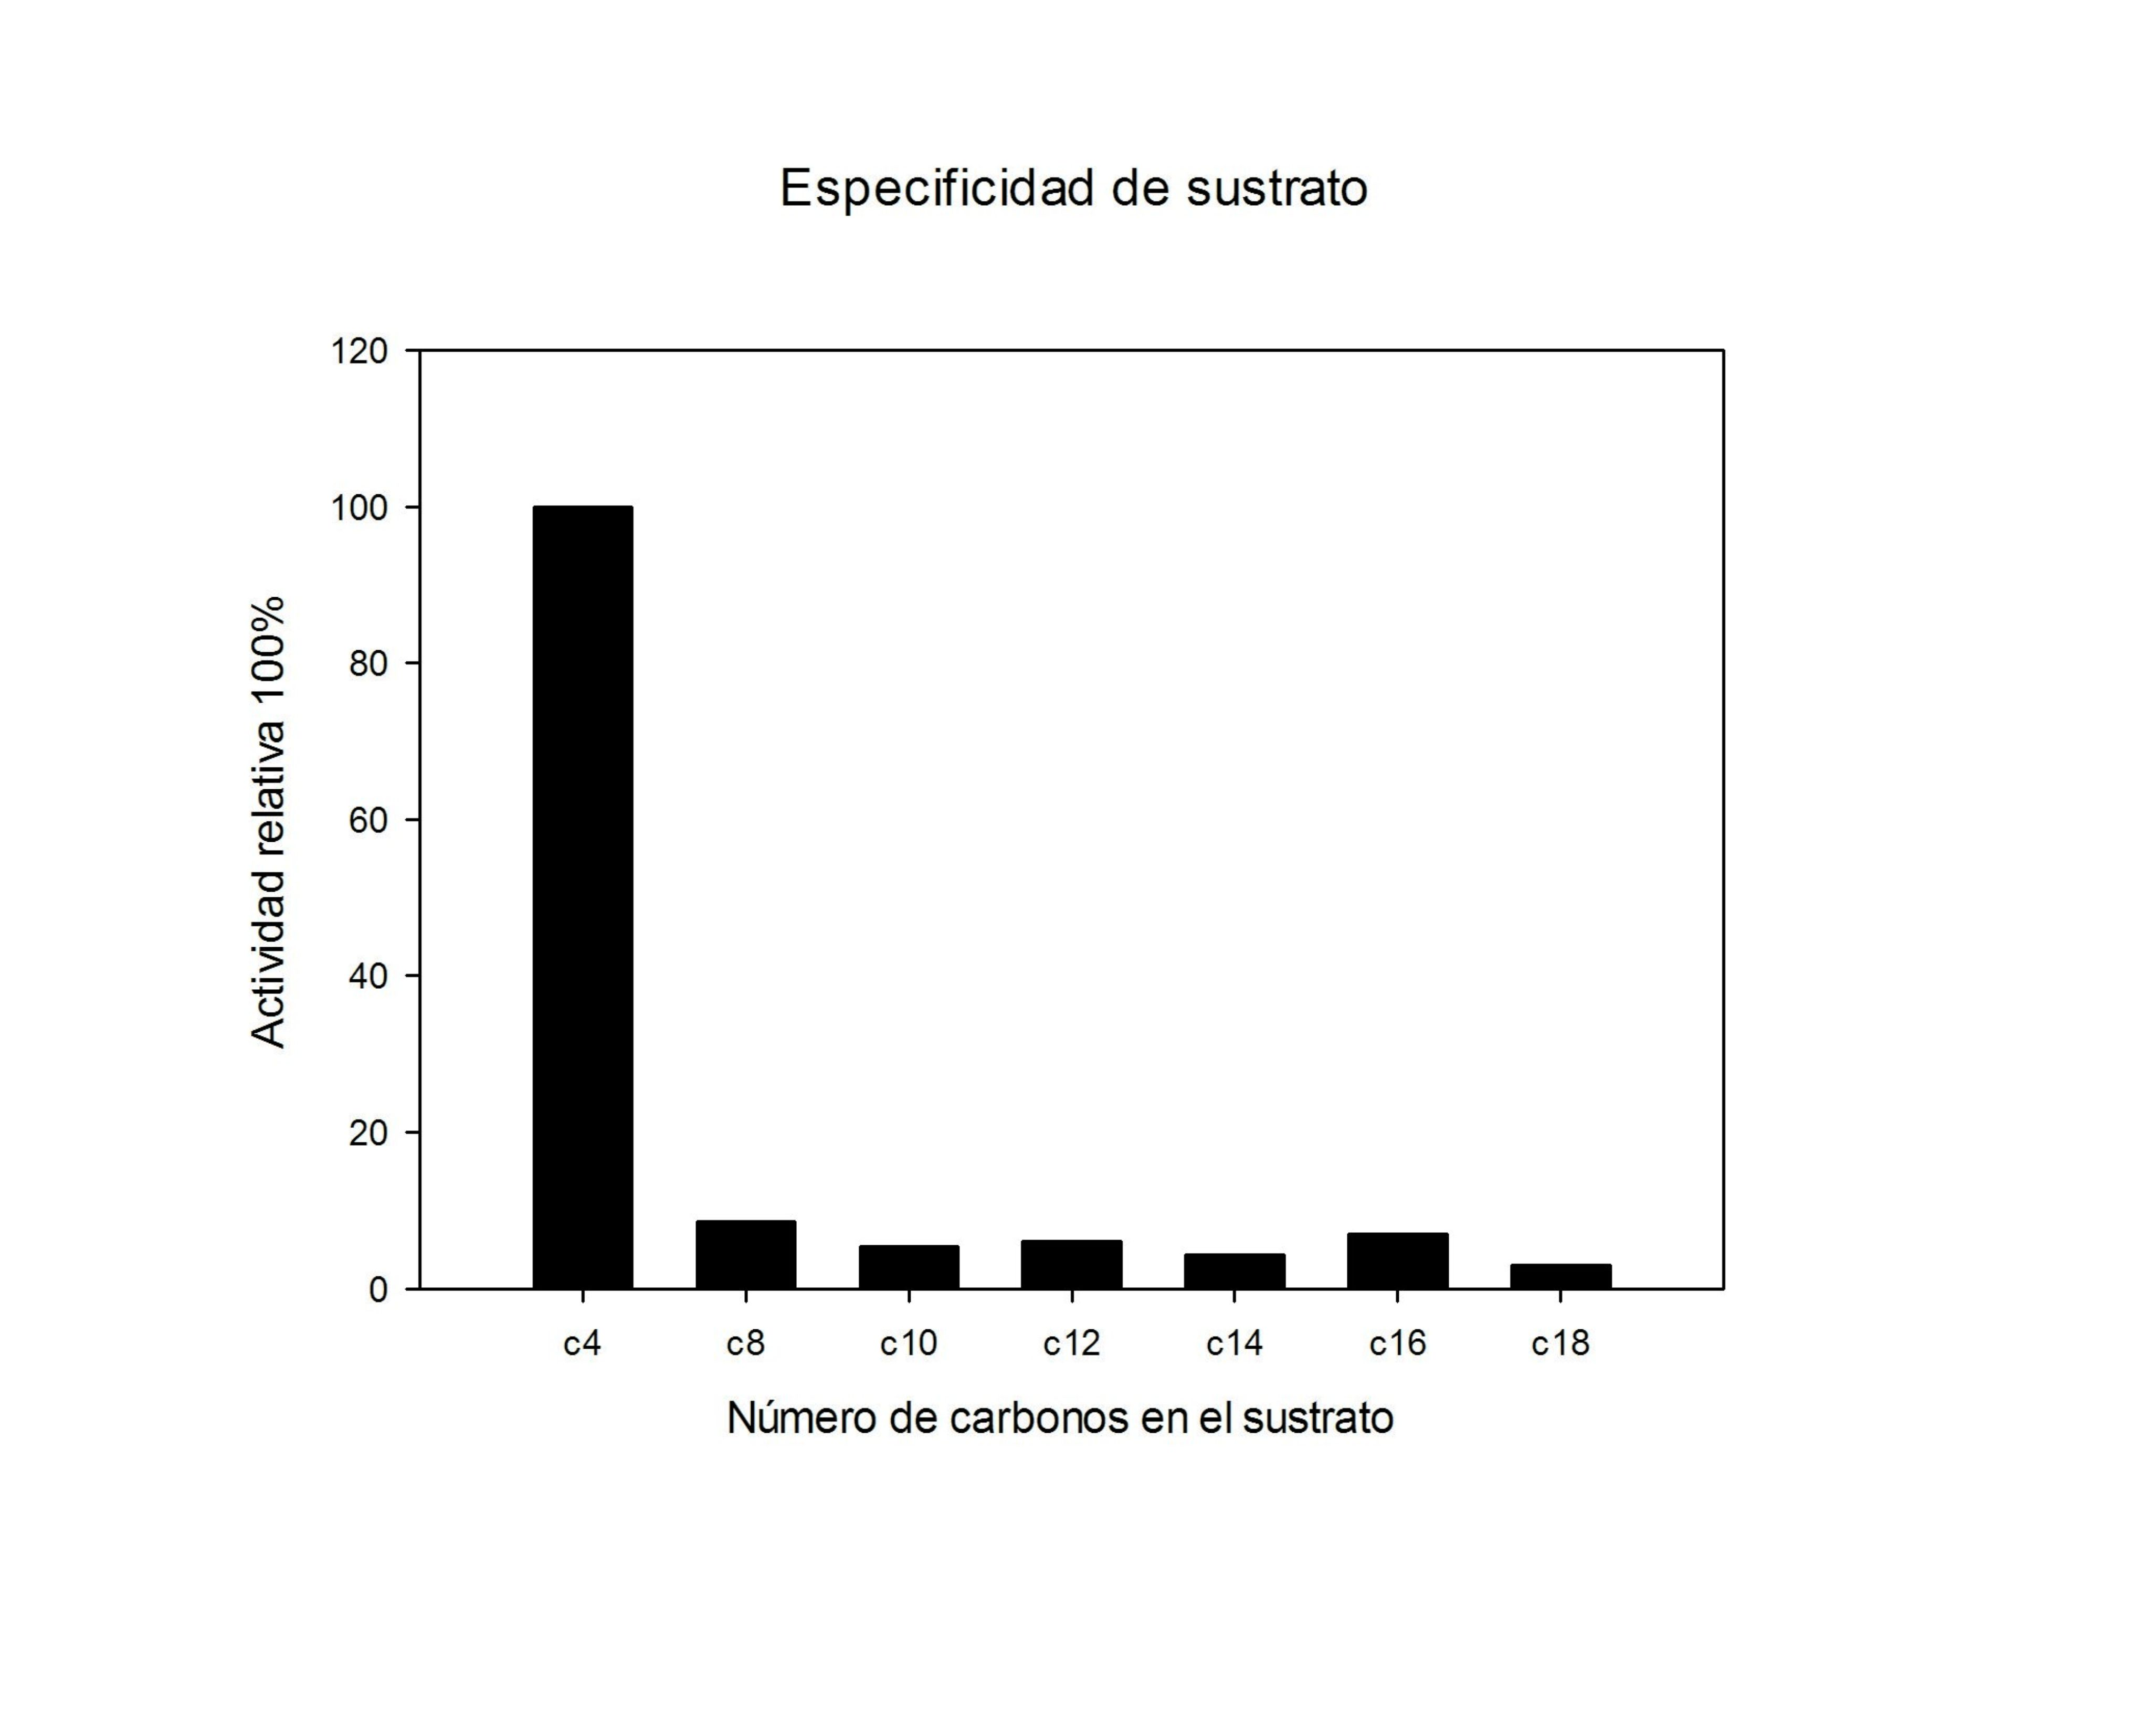 Especificidad de sustrato
120
100
80
60
40
20
0
Actividad relativa 100%
c4 c8 c10 c12 c14 c16 c18
Número de carbonos en el sustrato